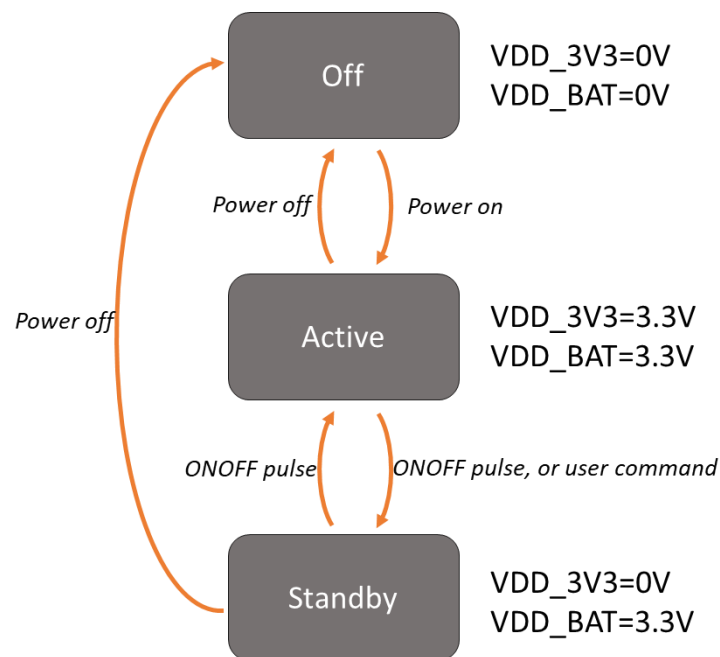 Off
VDD_3V3=0V
VDD_BAT=0V
Power off
Power on
Power off
Active
VDD_3V3=3.3V
VDD_BAT=3.3V
ONOFF pulse
ONOFF pulse, or user command
Standby
VDD_3V3=0V
VDD_BAT=3.3V